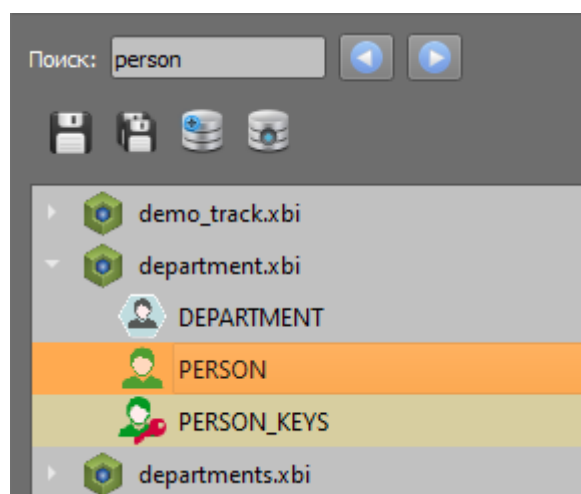 Поиск: person
demo_track.xbi
department.xbi
DEPARTMENT
PERSON
PERSON_KEYS
departments.xbi